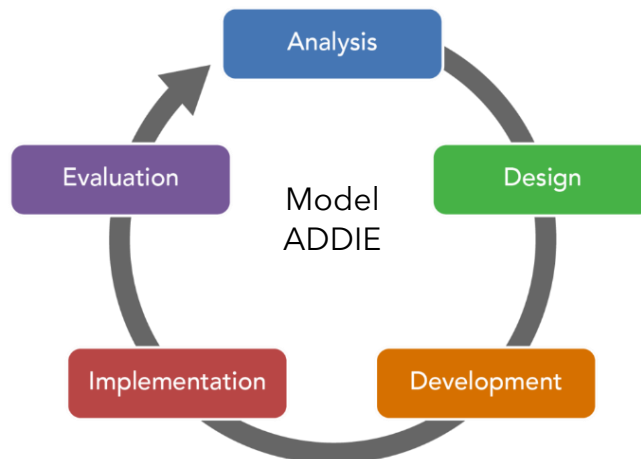 Analysis
Evaluation
Design
Model
ADDIE
Implementation
Development